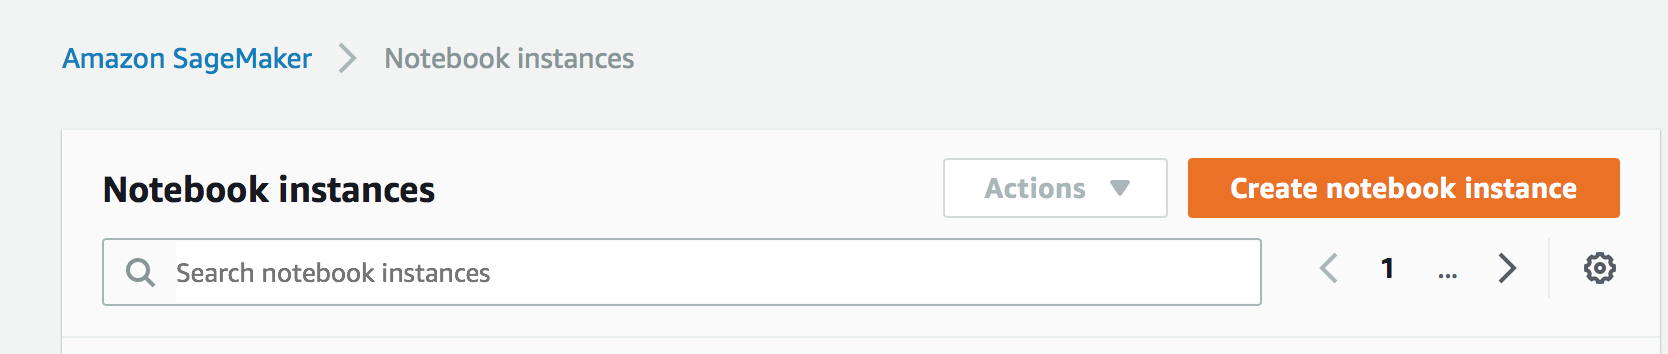 Amazon SageMaker > Notebook instances
Notebook instances
Actions
Create notebook instance
Search notebook instances
1 ...